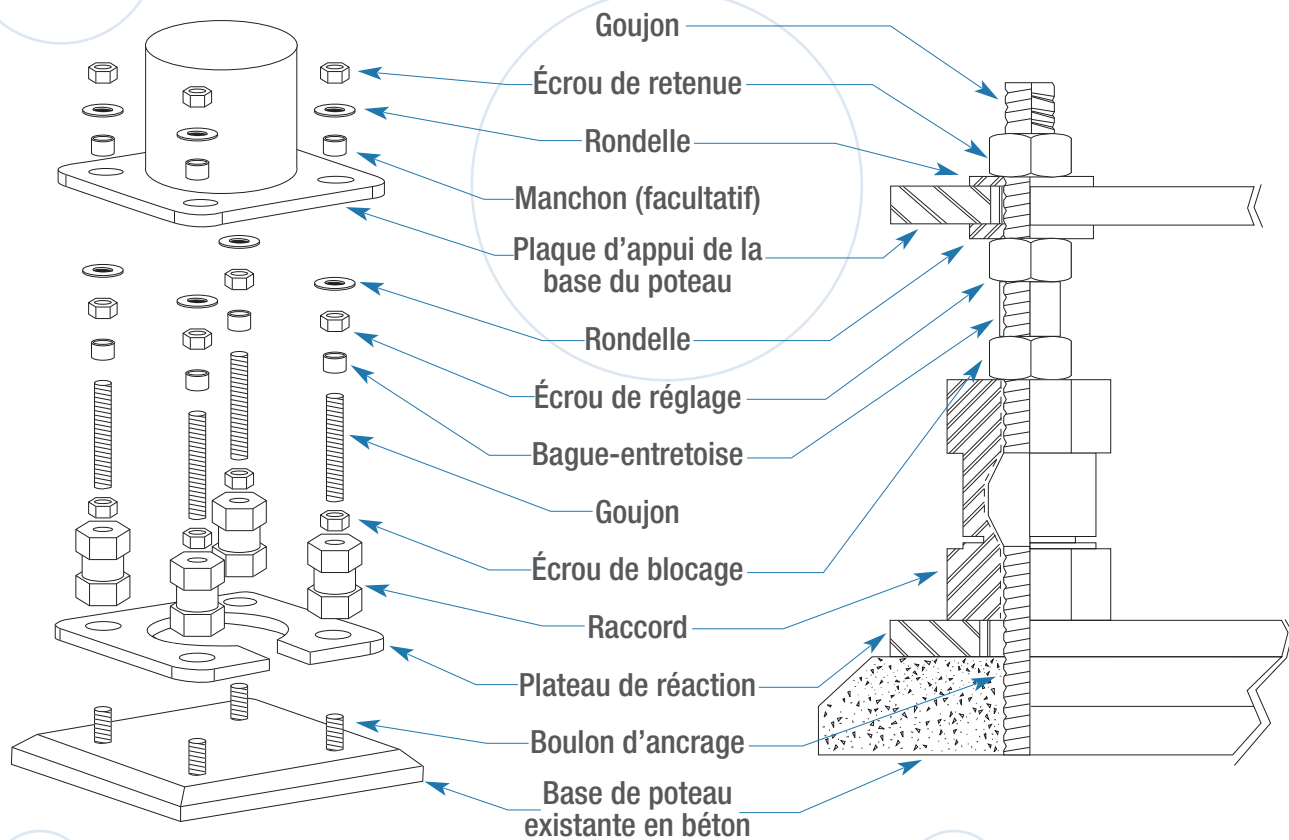 Goujon
Écrou de retenue
Rondelle
Manchon (facultatif)
Plaque d’appui de la
base du poteau
Rondelle
Écrou de réglage
Bague-entretoise
Goujon
Écrou de blocage
Raccord
Plateau de réaction
Boulon d’ancrage
Base de poteau
existante en béton